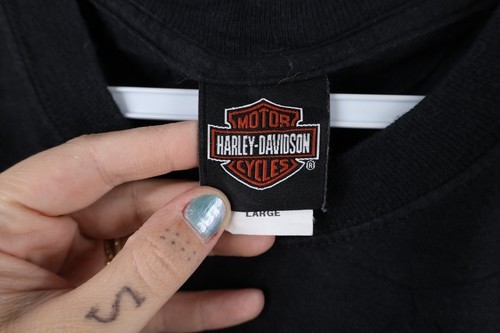 MOTOR
HARLEY-DAVIDSON
CYCLES
®
LARGE